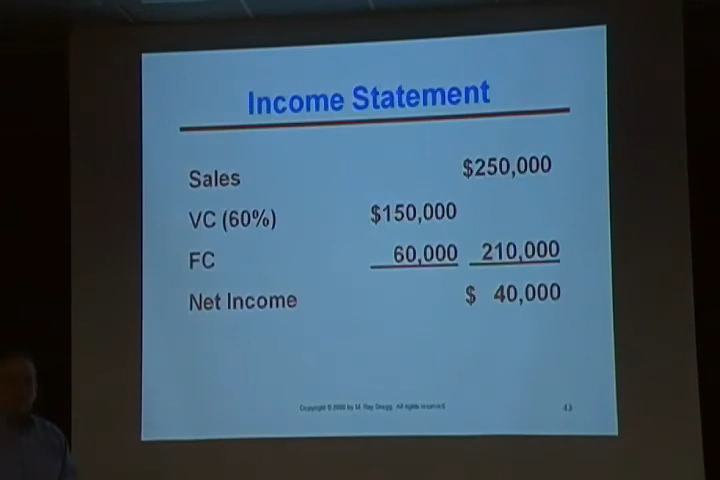 Income Statement
Sales $250,000
VC (60%) $150,000
FC 60,000 210,000
Net Income $ 40,000
Copyright © by M. Ray Gregg. All rights reserved. 43